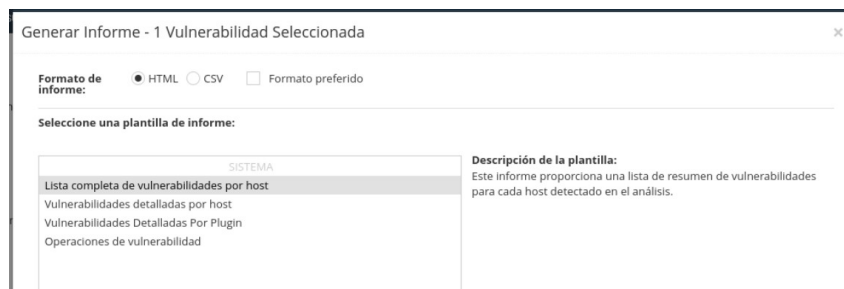 Generar Informe - 1 Vulnerabilidad Seleccionada
Formato de informe:
HTML CSV Formato preferido
Seleccione una plantilla de informe:
SISTEMA
Lista completa de vulnerabilidades por host
Vulnerabilidades detalladas por host
Vulnerabilidades Detalladas Por Plugin
Operaciones de vulnerabilidad
Descripción de la plantilla:
Este informe proporciona una lista de resumen de vulnerabilidades
para cada host detectado en el análisis.